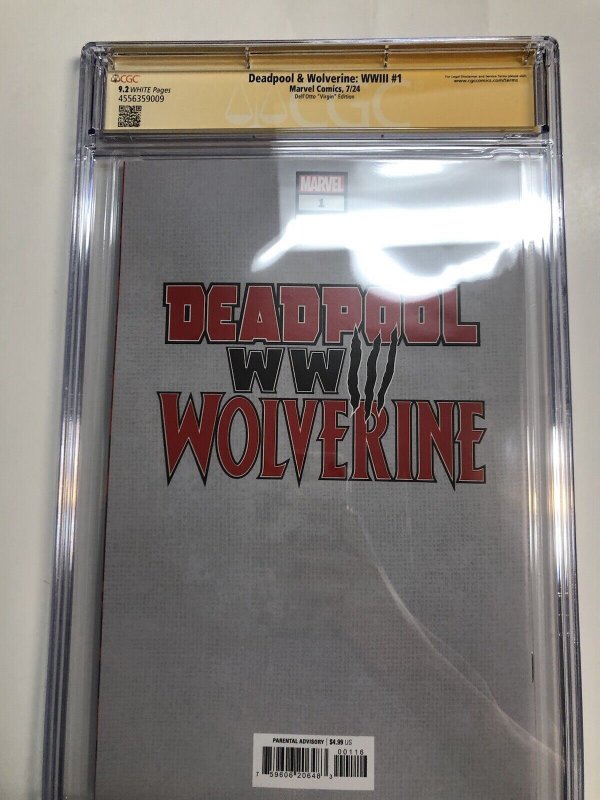 CGC
Deadpool & Wolverine: WWIII #1
For Legal Disclaimer and Service Terms please visit:
www.cgccomics.com/terms
9.2 WHITE Pages
Marvel Comics, 7/24
4556359009
Dell'Otto "Virgin" Edition
CGC
MARVEL
1
DEADPOOL
WWIII
WOLVERINE
PARENTAL ADVISORY $4.99 US
00116
7 59606 20648 3